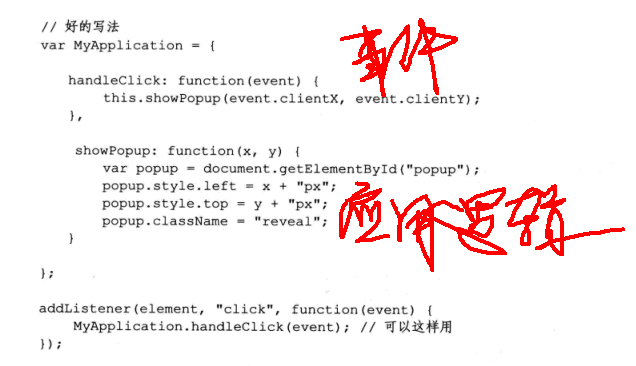 // 好的写法
var MyApplication = {
handleClick: function(event) {
事件
this.showPopup(event.clientX, event.clientY);
},
showPopup: function(x, y) {
var popup = document.getElementById("popup");
popup.style.left = x + "px";
popup.style.top = y + "px";
应用逻辑
popup.className = "reveal";
}
};
addListener(element, "click", function(event) {
MyApplication.handleClick(event); // 可以这样用
});